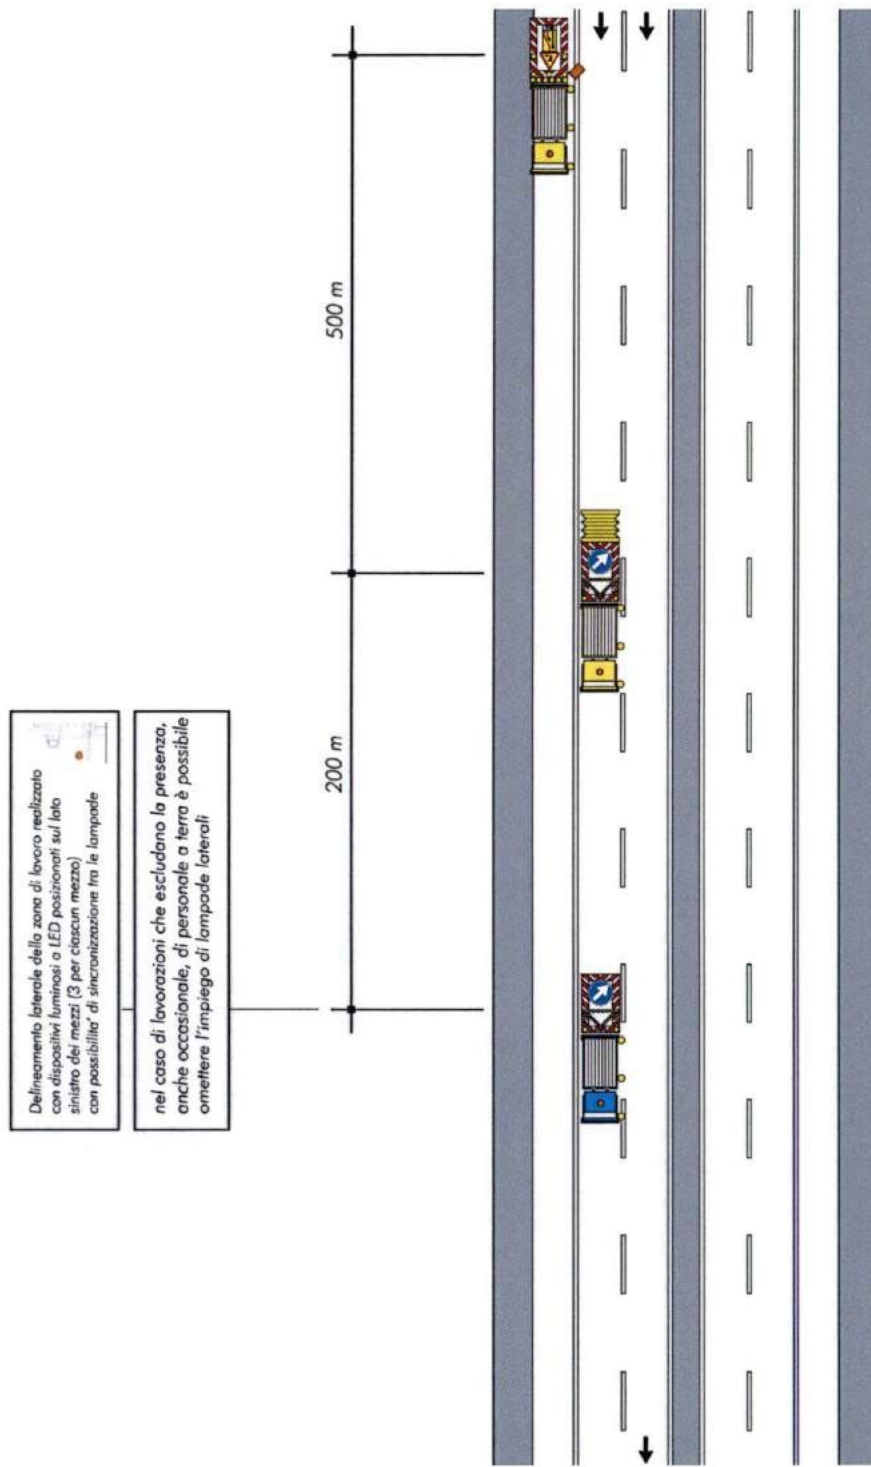 500 m
200 m
Delineamento laterale della zona di lavoro realizzato
con dispositivi luminosi a LED posizionati sul lato
sinistro dei mezzi (3 per ciascun mezzo)
con possibilita' di sincronizzazione tra le lampade
nel caso di lavorazioni che escludano la presenza,
anche occasionale, di personale a terra è possibile
omettere l'impiego di lampade laterali